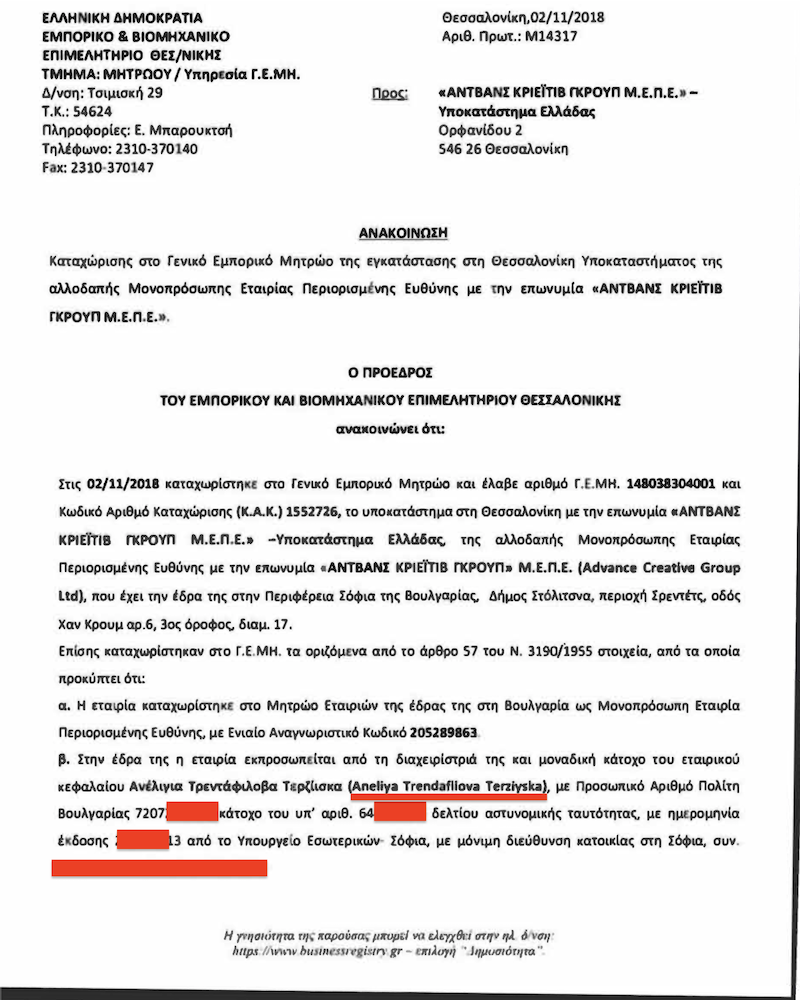 ΕΛΛΗΝΙΚΗ ΔΗΜΟΚΡΑΤΙΑ
ΕΜΠΟΡΙΚΟ & ΒΙΟΜΗΧΑΝΙΚΟ
ΕΠΙΜΕΛΗΤΗΡΙΟ ΘΕΣ/ΝΙΚΗΣ
ΤΜΗΜΑ: ΜΗΤΡΩΟΥ / Υπηρεσία Γ.Ε.ΜΗ.
Δ/νση: Τσιμισκή 29
Τ.Κ.: 54624
Πληροφορίες: Ε. Μπαρουκτσή
Τηλέφωνο: 2310-370140
Fax: 2310-370147
Θεσσαλονίκη,02/11/2018
Αριθ. Πρωτ.: Μ14317
Προς: «ΑΝΤΒΑΝΣ ΚΡΙΕΪΤΙΒ ΓΚΡΟΥΠ Μ.Ε.Π.Ε.» –
Υποκατάστημα Ελλάδας
Ορφανίδου 2
546 26 Θεσσαλονίκη
ΑΝΑΚΟΙΝΩΣΗ
Καταχώρισης στο Γενικό Εμπορικό Μητρώο της εγκατάστασης στη Θεσσαλονίκη Υποκαταστήματος της
αλλοδαπής Μονοπρόσωπης Εταιρίας Περιορισμένης Ευθύνης με την επωνυμία «ΑΝΤΒΑΝΣ ΚΡΙΕΪΤΙΒ
ΓΚΡΟΥΠ Μ.Ε.Π.Ε.».
Ο ΠΡΟΕΔΡΟΣ
ΤΟΥ ΕΜΠΟΡΙΚΟΥ ΚΑΙ ΒΙΟΜΗΧΑΝΙΚΟΥ ΕΠΙΜΕΛΗΤΗΡΙΟΥ ΘΕΣΣΑΛΟΝΙΚΗΣ
ανακοινώνει ότι:
Στις 02/11/2018 καταχωρίστηκε στο Γενικό Εμπορικό Μητρώο και έλαβε αριθμό Γ.Ε.ΜΗ. 148038304001 και
Κωδικό Αριθμό Καταχώρισης (Κ.Α.Κ.) 1552726, το υποκατάστημα στη Θεσσαλονίκη με την επωνυμία «ΑΝΤΒΑΝΣ
ΚΡΙΕΪΤΙΒ ΓΚΡΟΥΠ Μ.Ε.Π.Ε.» –Υποκατάστημα Ελλάδας, της αλλοδαπής Μονοπρόσωπης Εταιρίας
Περιορισμένης Ευθύνης με την επωνυμία «ΑΝΤΒΑΝΣ ΚΡΙΕΪΤΙΒ ΓΚΡΟΥΠ» Μ.Ε.Π.Ε. (Advance Creative Group
Ltd), που έχει την έδρα της στην Περιφέρεια Σόφια της Βουλγαρίας, Δήμος Στόλιτσνα, περιοχή Σρεντέτς, οδός
Χαν Κρουμ αρ.6, 3ος όροφος, διαμ. 17.
Επίσης καταχωρίστηκαν στο Γ.Ε.ΜΗ. τα οριζόμενα από το άρθρο 57 του Ν. 3190/1955 στοιχεία, από τα οποία
προκύπτει ότι:
α. Η εταιρία καταχωρίστηκε στο Μητρώο Εταιριών της έδρας της στη Βουλγαρία ως Μονοπρόσωπη Εταιρία
Περιορισμένης Ευθύνης, με Ενιαίο Αναγνωριστικό Κωδικό 205289863.
β. Στην έδρα της η εταιρία εκπροσωπείται από τη διαχειρίστριά της και μοναδική κάτοχο του εταιρικού
κεφαλαίου Ανέλιγια Τρεντάφιλοβα Τερζίισκα (Aneliya Trendafilova Terziyska), με Προσωπικό Αριθμό Πολίτη
Βουλγαρίας 7207 κάτοχο του υπ’ αριθ. 64 δελτίου αστυνομικής ταυτότητας, με ημερομηνία
έκδοσης 13 από το Υπουργείο Εσωτερικών- Σόφια, με μόνιμη διεύθυνση κατοικίας στη Σόφια, συν.
Η γνησιότητα της παρούσας μπορεί να ελεγχθεί στην ηλ. δ/νση:
https://www.businessregistry.gr – επιλογή "Δημοσιότητα".